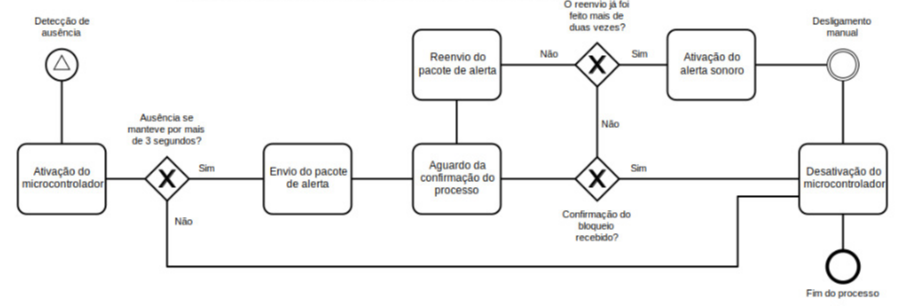 O reenvio já foi
feito mais de
duas vezes?
Detecção de
ausência
Desligamento
manual
Reenvio do
pacote de alerta
Não
Sim
Ativação do
alerta sonoro
Ausência se
manteve por mais
de 3 segundos?
Não
Ativação do
microcontrolador
Sim
Envio do pacote
de alerta
Aguardo da
confirmação do
processo
Sim
Desativação do
microcontrolador
Não
Confirmação do
bloqueio
recebido?
Fim do processo